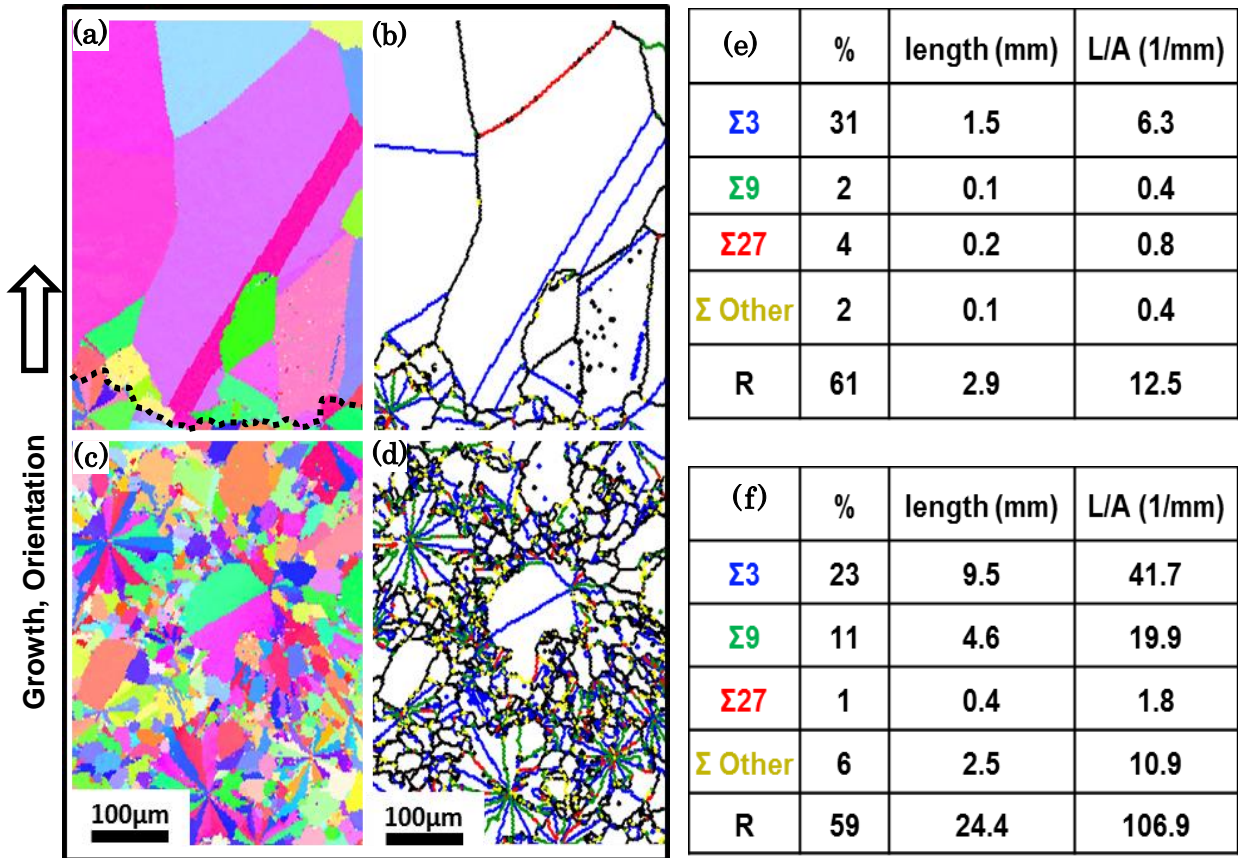 Growth, Orientation
(a)
(b)
(c)
(d)
100μm
100μm
(e) % length (mm) L/A (1/mm)
Σ3 31 1.5 6.3
Σ9 2 0.1 0.4
Σ27 4 0.2 0.8
Σ Other 2 0.1 0.4
R 61 2.9 12.5
(f) % length (mm) L/A (1/mm)
Σ3 23 9.5 41.7
Σ9 11 4.6 19.9
Σ27 1 0.4 1.8
Σ Other 6 2.5 10.9
R 59 24.4 106.9